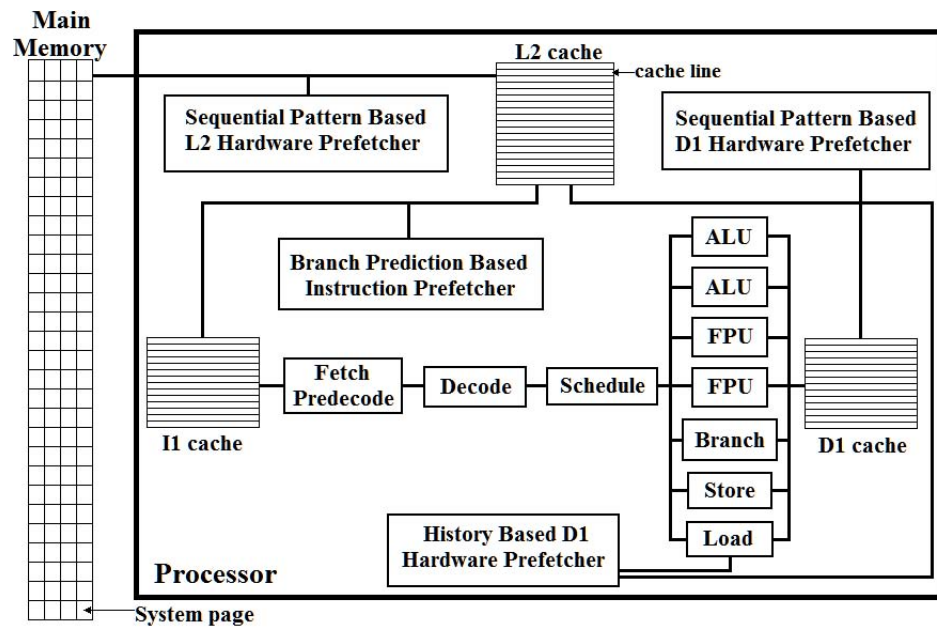 Main
Memory
L2 cache
cache line
Sequential Pattern Based
L2 Hardware Prefetcher
Sequential Pattern Based
D1 Hardware Prefetcher
Branch Prediction Based
Instruction Prefetcher
ALU
ALU
FPU
FPU
Branch
Store
Load
Fetch
Predecode
Decode
Schedule
I1 cache
D1 cache
History Based D1
Hardware Prefetcher
Processor
System page